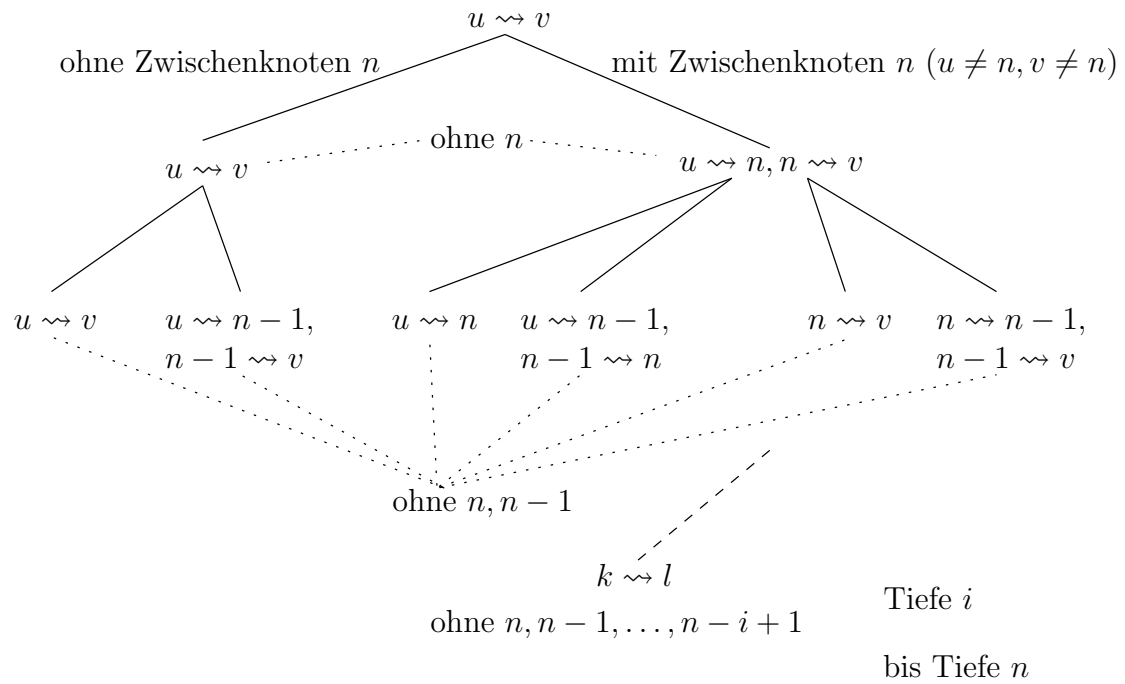 u ⇝ v
ohne Zwischenknoten n
mit Zwischenknoten n (u ≠ n, v ≠ n)
ohne n
u ⇝ v
u ⇝ n, n ⇝ v
u ⇝ v
u ⇝ n − 1,
n − 1 ⇝ v
u ⇝ n
u ⇝ n − 1,
n − 1 ⇝ n
n ⇝ v
n ⇝ n − 1,
n − 1 ⇝ v
ohne n, n − 1
k ⇝ l
ohne n, n − 1, . . . , n − i + 1
Tiefe i
bis Tiefe n